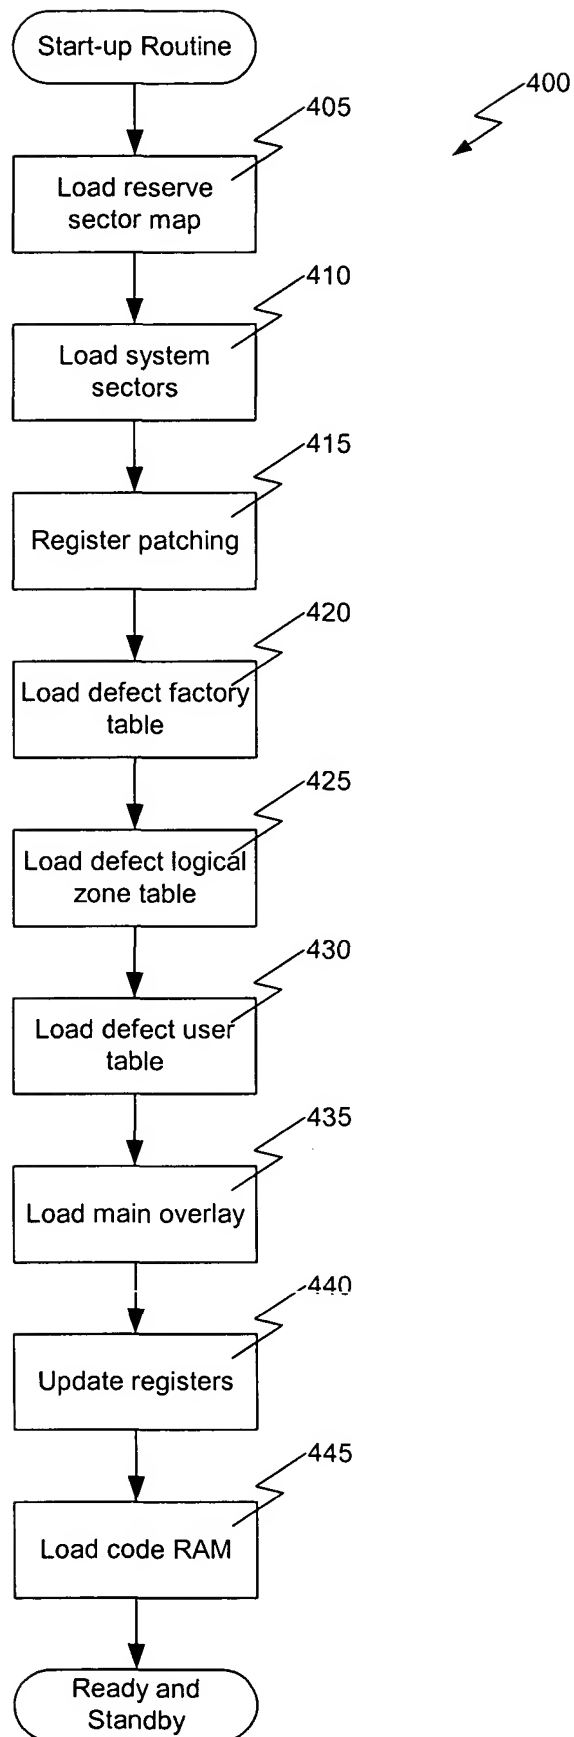 Start-up Routine
400
405
Load reserve
sector map
410
Load system
sectors
415
Register patching
420
Load defect factory
table
425
Load defect logical
zone table
430
Load defect user
table
435
Load main overlay
440
Update registers
445
Load code RAM
Ready and
Standby